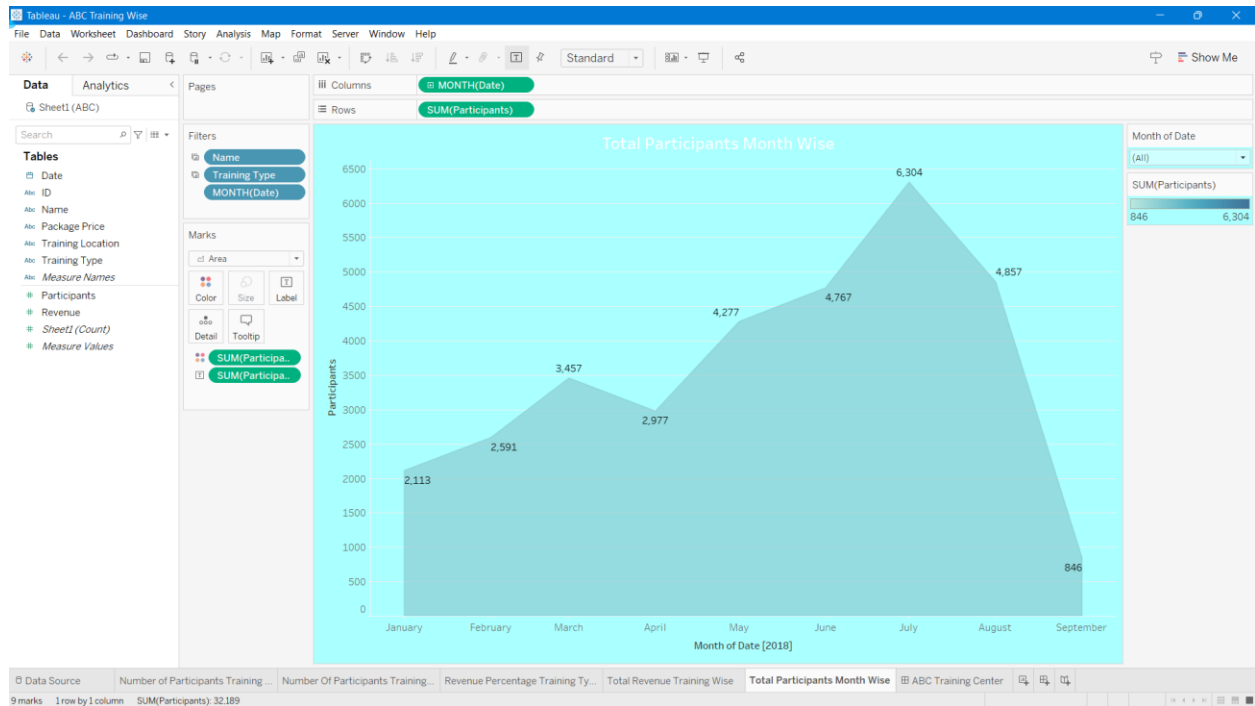 Tableau - ABC Training Wise
File Data Worksheet Dashboard Story Analysis Map Format Server Window Help
Standard
Show Me
Data Analytics
Sheet1 (ABC)
Search
Tables
Date
Abc ID
Abc Name
Abc Package Price
Abc Training Location
Abc Training Type
Abc Measure Names
# Participants
# Revenue
# Sheet1 (Count)
# Measure Values
Pages
Filters
Name
Training Type
MONTH(Date)
Marks
Area
Color Size Label
Detail Tooltip
SUM(Participa..
SUM(Participa..
Columns MONTH(Date)
Rows SUM(Participants)
Total Participants Month Wise
Participants
6500
6000
5500
5000
4500
4000
3500
3000
2500
2000
1500
1000
500
0
2,113
2,591
3,457
2,977
4,277
4,767
6,304
4,857
846
January February March April May June July August September
Month of Date [2018]
Month of Date
(All)
SUM(Participants)
846 6,304
Data Source Number of Participants Training ... Number Of Participants Training... Revenue Percentage Training Ty... Total Revenue Training Wise Total Participants Month Wise ABC Training Center
9 marks 1 row by 1 column SUM(Participants): 32,189